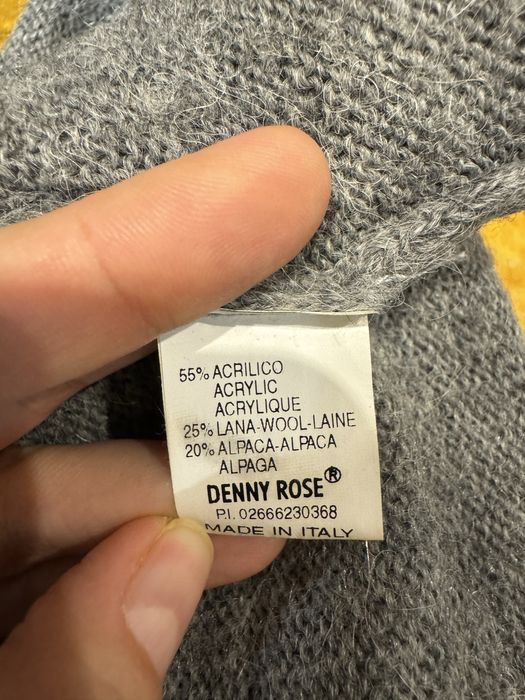 55% ACRILICO
ACRYLIC
ACRYLIQUE
25% LANA-WOOL-LAINE
20% ALPACA-ALPACA
ALPAGA
DENNY ROSE®
P.I. 02666230368
MADE IN ITALY